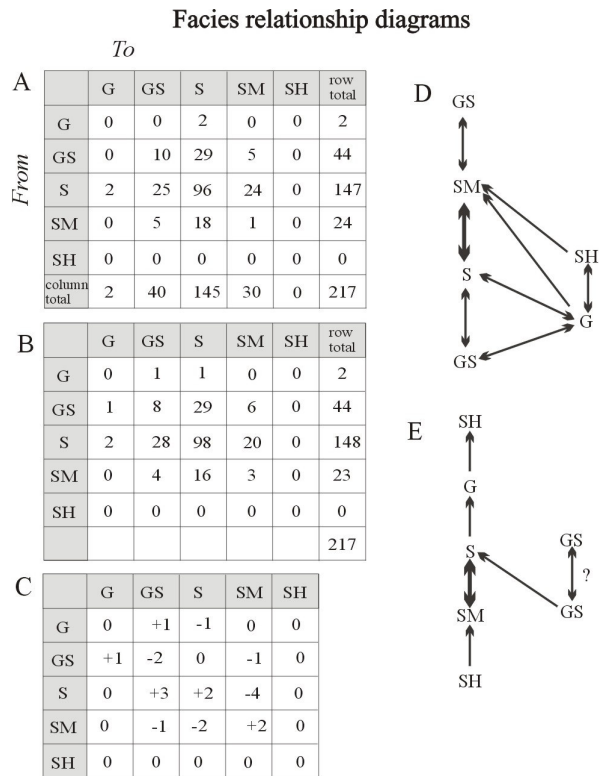 Facies relationship diagrams
To
From
A
G GS S SM SH row total
G 0 0 2 0 0 2
GS 0 10 29 5 0 44
S 2 25 96 24 0 147
SM 0 5 18 1 0 24
SH 0 0 0 0 0 0
column total 2 40 145 30 0 217
B
G GS S SM SH row total
G 0 1 1 0 0 2
GS 1 8 29 6 0 44
S 2 28 98 20 0 148
SM 0 4 16 3 0 23
SH 0 0 0 0 0 0
217
C
G GS S SM SH
G 0 +1 -1 0 0
GS +1 -2 0 -1 0
S 0 +3 +2 -4 0
SM 0 -1 -2 +2 0
SH 0 0 0 0 0
D
GS
SM
SH
S
G
GS
E
SH
G
S GS
?
SM GS
SH